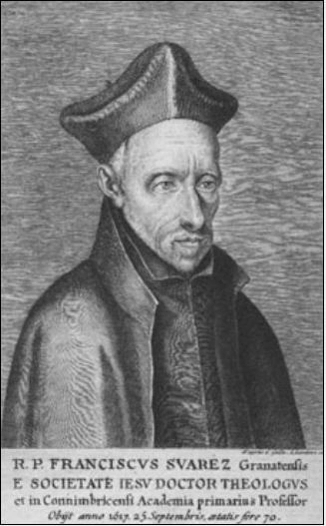 R. P. FRANCISCVS SVAREZ Granatensis
E SOCIETATE IESV DOCTOR THEOLOGVS
et in Connimbricensi Academia primarius Professor
Obijt anno 1617. 25. Septembris, ætatis fere 70.